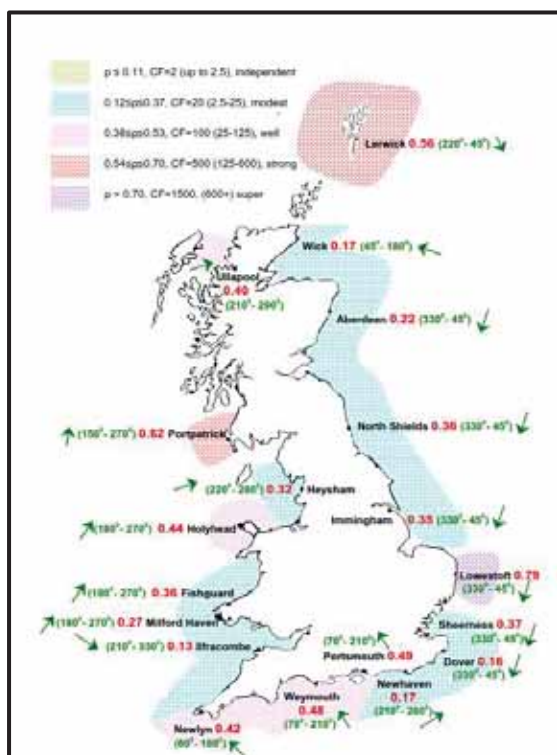 p ≤ 0.11, CF=2 (up to 2.5), independent
0.12≤p≤0.37, CF=20 (2.5-25), modest
0.38≤p≤0.53, CF=100 (25-125), well
0.54≤p≤0.70, CF=500 (125-600), strong
p > 0.70, CF=1500, (600+) super
Lerwick 0.56 (220°- 45°)
Wick 0.17 (45°- 180°)
Ullapool
0.40
(210°- 290°)
Aberdeen 0.22 (330°- 45°)
North Shields 0.36 (330°- 45°)
(150°- 270°) 0.62 Portpatrick
(220°- 280°) 0.32 Heysham
Immingham 0.35 (330°- 45°)
(180°- 270°) 0.44 Holyhead
Lowestoft 0.79
(330°- 45°)
(180°- 270°) 0.36 Fishguard
Sheerness 0.37
(330°- 45°)
(180°- 270°) 0.27 Milford Haven
(210°- 330°) 0.13 Ilfracombe
(70°- 210°)
Portsmouth 0.49
Dover 0.16
(330°- 45°)
Newhaven
0.17
(210°- 260°)
Weymouth
0.48
(70°- 210°)
Newlyn 0.42
(60°- 180°)